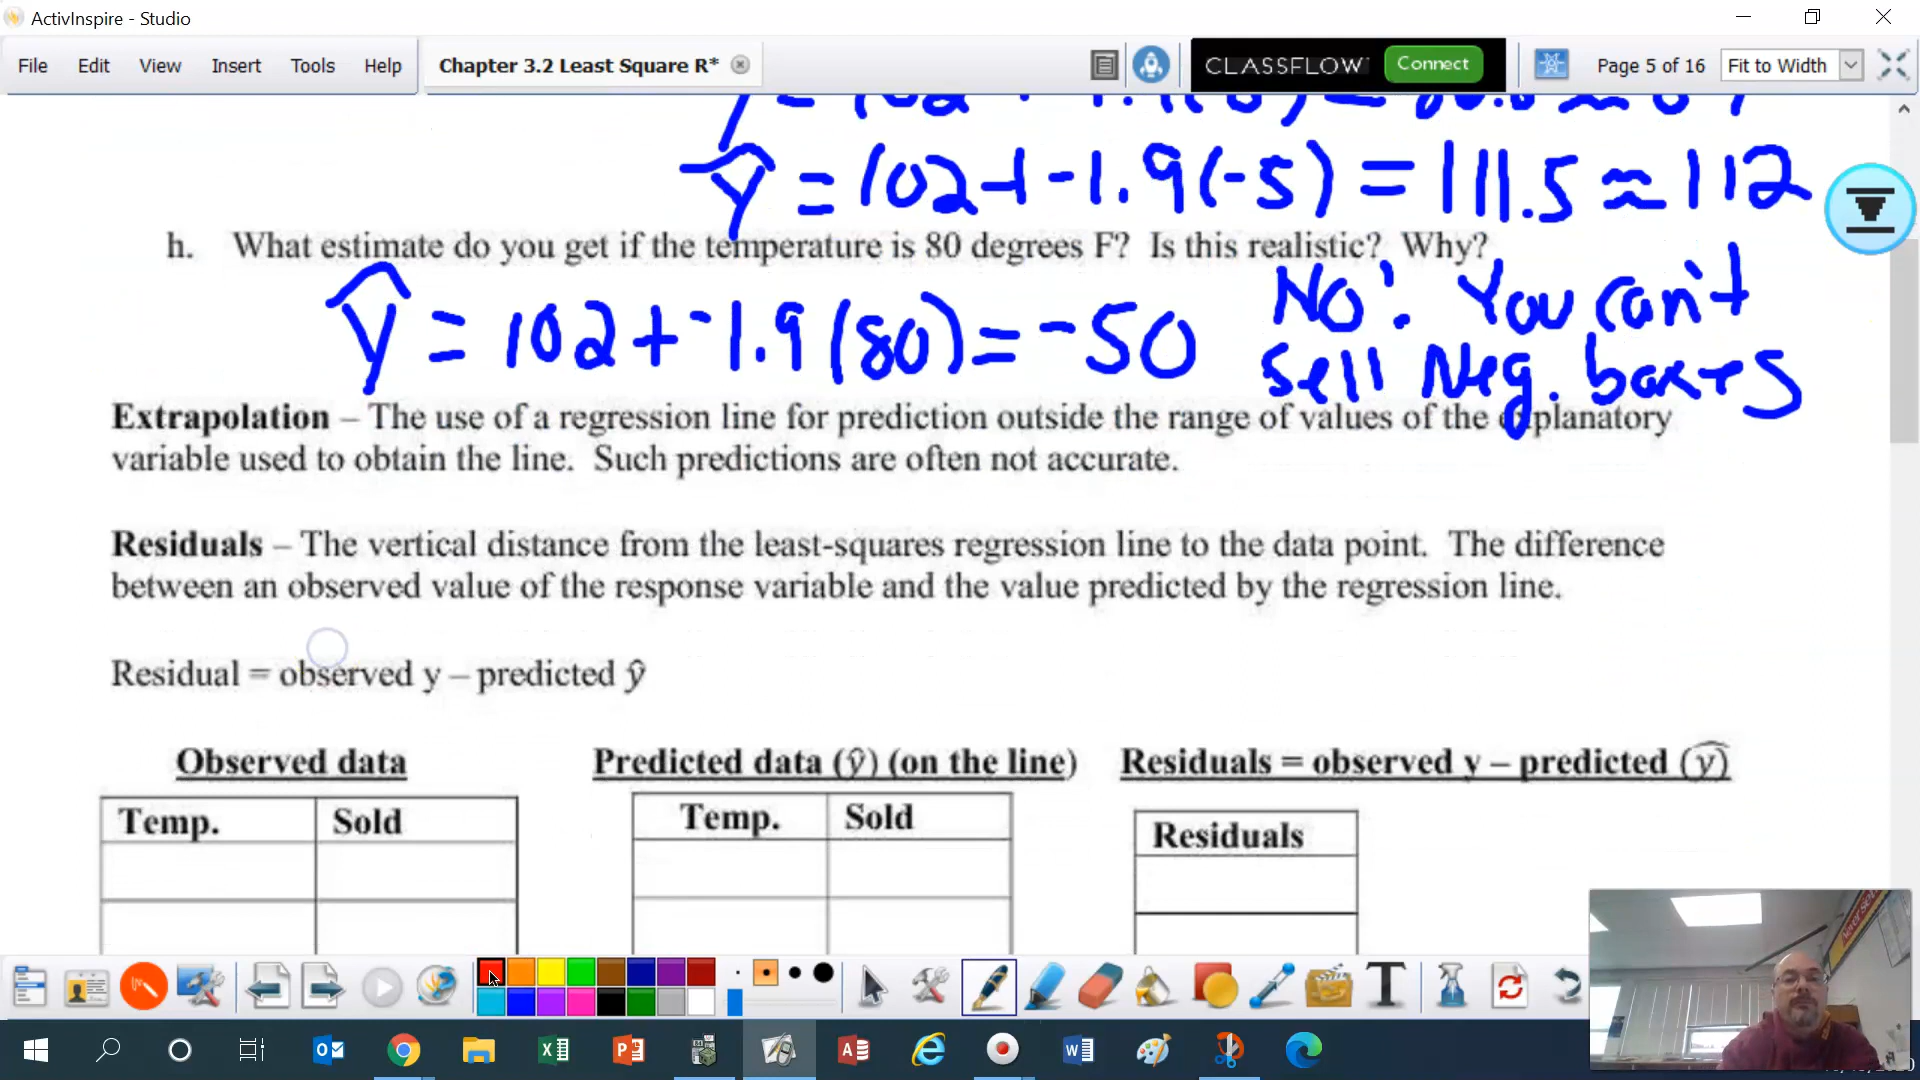 ActivInspire - Studio
File Edit View Insert Tools Help Chapter 3.2 Least Square R* CLASSFLOW Connect Page 5 of 16 Fit to Width
ŷ = 102 + -1.9(-5) = 111.5 ≈ 112
h. What estimate do you get if the temperature is 80 degrees F? Is this realistic? Why?
ŷ = 102 + -1.9(80) = -50
No! You can't
sell Neg. boxes
Extrapolation – The use of a regression line for prediction outside the range of values of the explanatory
variable used to obtain the line. Such predictions are often not accurate.
Residuals – The vertical distance from the least-squares regression line to the data point. The difference
between an observed value of the response variable and the value predicted by the regression line.
Residual = observed y – predicted ŷ
Observed data Predicted data (ŷ) (on the line) Residuals = observed y – predicted (ŷ)
Temp. Sold Temp. Sold Residuals